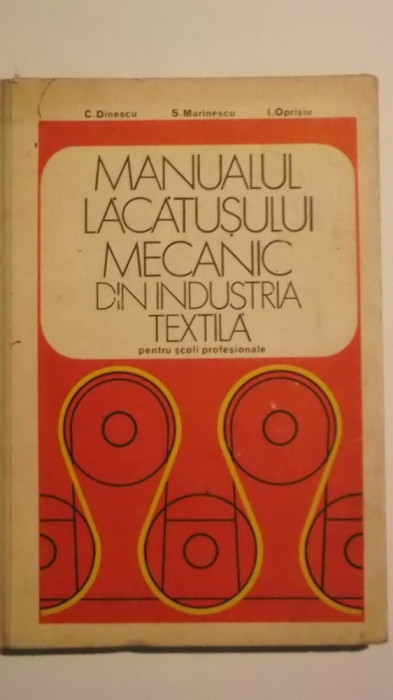 C. Dinescu S. Marinescu I. Oprișiu
MANUALUL
LĂCĂTUȘULUI
MECANIC
DIN INDUSTRIA
TEXTILĂ
pentru școli profesionale